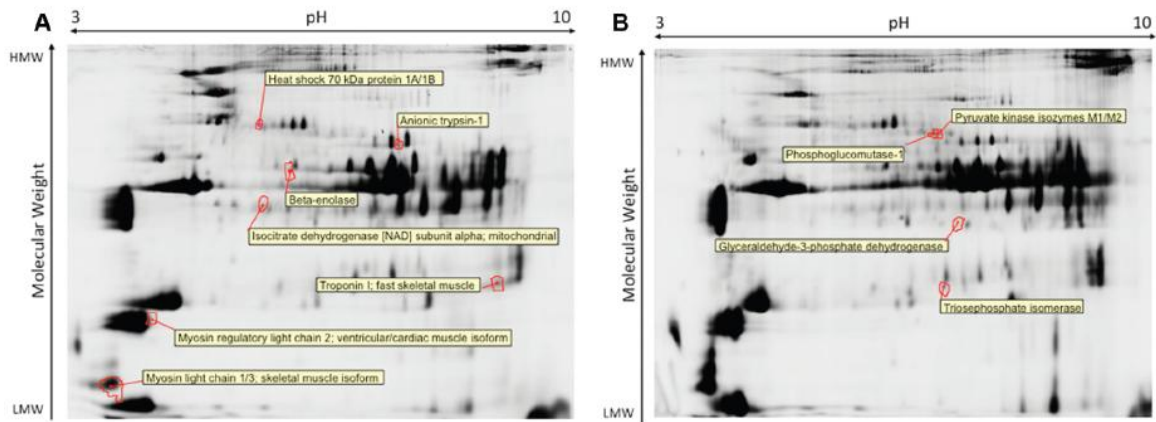 A
pH
3
10
HMW
Molecular Weight
LMW
Heat shock 70 kDa protein 1A/1B
Anionic trypsin-1
Beta-enolase
Isocitrate dehydrogenase [NAD] subunit alpha; mitochondrial
Troponin I; fast skeletal muscle
Myosin regulatory light chain 2; ventricular/cardiac muscle isoform
Myosin light chain 1/3; skeletal muscle isoform
B
pH
3
10
HMW
Molecular Weight
LMW
Pyruvate kinase isozymes M1/M2
Phosphoglucomutase-1
Glyceraldehyde-3-phosphate dehydrogenase
Triosephosphate isomerase